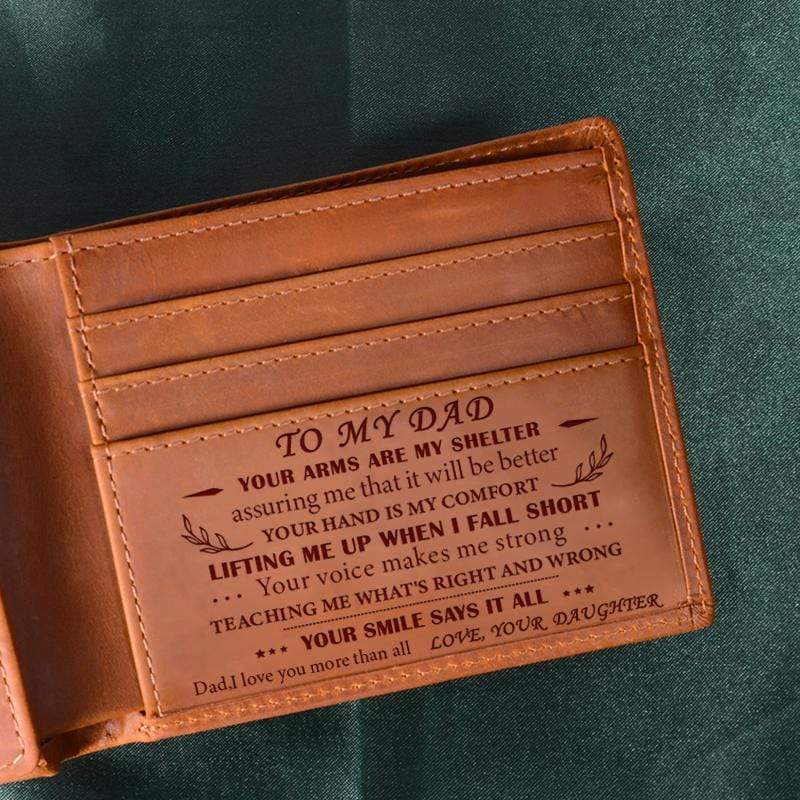 TO MY DAD
YOUR ARMS ARE MY SHELTER
assuring me that it will be better
YOUR HAND IS MY COMFORT
LIFTING ME UP WHEN I FALL SHORT
... Your voice makes me strong ...
TEACHING ME WHAT'S RIGHT AND WRONG
*** YOUR SMILE SAYS IT ALL ***
Dad,I love you more than all LOVE, YOUR DAUGHTER